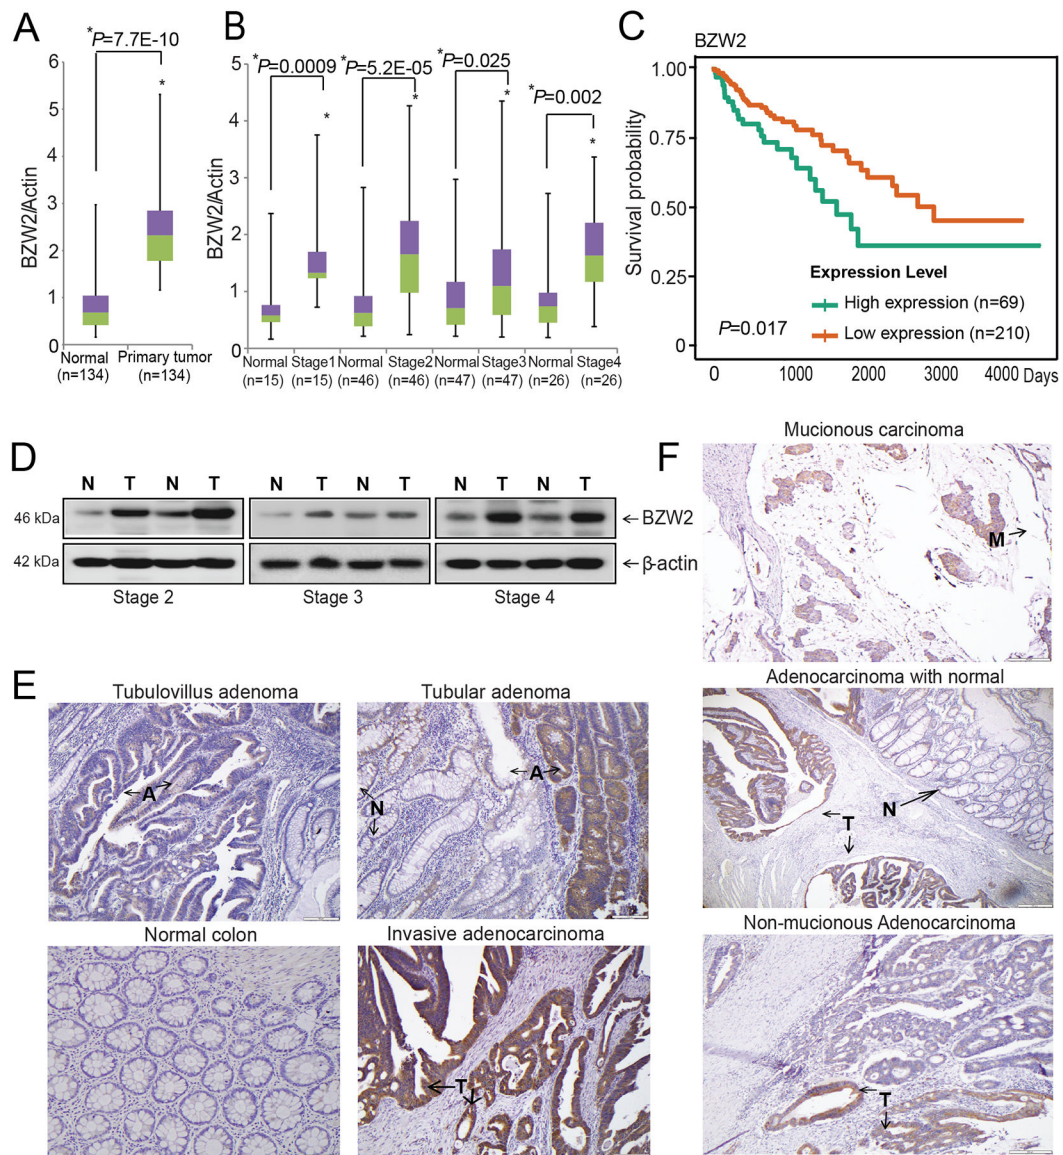 A
*P=7.7E-10
*
6
5
4
3
2
1
0
BZW2/Actin
Normal
(n=134)
Primary tumor
(n=134)
B
*P=0.0009
*P=5.2E-05
*P=0.025
*P=0.002
*
*
*
*
5
4
3
2
1
0
BZW2/Actin
Normal
(n=15)
Stage1
(n=15)
Normal
(n=46)
Stage2
(n=46)
Normal
(n=47)
Stage3
(n=47)
Normal
(n=26)
Stage4
(n=26)
C
BZW2
1.00
0.75
0.50
0.25
0
Survival probability
Expression Level
High expression (n=69)
Low expression (n=210)
P=0.017
0 1000 2000 3000 4000 Days
D
N T N T N T N T N T N T
46 kDa
BZW2
42 kDa
β-actin
Stage 2 Stage 3 Stage 4
E
Tubulovillus adenoma
A
Tubular adenoma
A
N
Normal colon
Invasive adenocarcinoma
T
F
Mucionous carcinoma
M
Adenocarcinoma with normal
N
T
Non-mucionous Adenocarcinoma
T